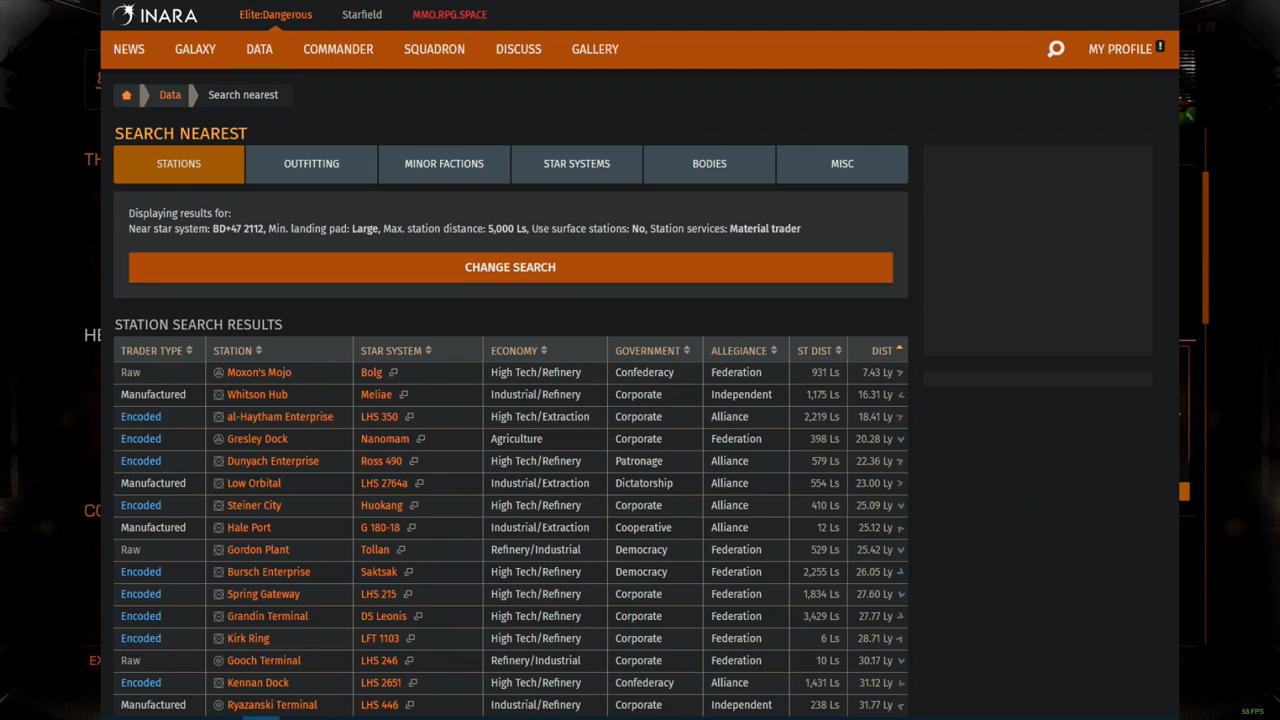 INARA Elite:Dangerous Starfield MMO.RPG.SPACE
NEWS GALAXY DATA COMMANDER SQUADRON DISCUSS GALLERY MY PROFILE !
Data Search nearest
SEARCH NEAREST
STATIONS OUTFITTING MINOR FACTIONS STAR SYSTEMS BODIES MISC
Displaying results for:
Near star system: BD+47 2112, Min. landing pad: Large, Max. station distance: 5,000 Ls, Use surface stations: No, Station services: Material trader
CHANGE SEARCH
STATION SEARCH RESULTS
TRADER TYPE STATION STAR SYSTEM ECONOMY GOVERNMENT ALLEGIANCE ST DIST DIST
Raw Moxon's Mojo Bolg High Tech/Refinery Confederacy Federation 931 Ls 7.43 Ly
Manufactured Whitson Hub Meliae Industrial/Refinery Corporate Independent 1,175 Ls 16.31 Ly
Encoded al-Haytham Enterprise LHS 350 High Tech/Extraction Corporate Alliance 2,219 Ls 18.41 Ly
Encoded Gresley Dock Nanomam Agriculture Corporate Federation 398 Ls 20.28 Ly
Encoded Dunyach Enterprise Ross 490 High Tech/Refinery Patronage Alliance 579 Ls 22.36 Ly
Manufactured Low Orbital LHS 2764a Industrial/Extraction Dictatorship Alliance 554 Ls 23.00 Ly
Encoded Steiner City Huokang High Tech/Refinery Corporate Alliance 410 Ls 25.09 Ly
Manufactured Hale Port G 180-18 Industrial/Extraction Cooperative Alliance 12 Ls 25.12 Ly
Raw Gordon Plant Tollan Refinery/Industrial Democracy Federation 529 Ls 25.42 Ly
Encoded Bursch Enterprise Saktsak High Tech/Refinery Democracy Federation 2,255 Ls 26.05 Ly
Encoded Spring Gateway LHS 215 High Tech/Refinery Corporate Federation 1,834 Ls 27.60 Ly
Encoded Grandin Terminal DS Leonis High Tech/Refinery Corporate Federation 3,429 Ls 27.77 Ly
Encoded Kirk Ring LFT 1103 High Tech/Refinery Corporate Federation 6 Ls 28.71 Ly
Raw Gooch Terminal LHS 246 Refinery/Industrial Corporate Federation 10 Ls 30.17 Ly
Encoded Kennan Dock LHS 2651 High Tech/Refinery Confederacy Alliance 1,431 Ls 31.12 Ly
Manufactured Ryazanski Terminal LHS 446 Industrial/Refinery Corporate Independent 238 Ls 31.77 Ly
TH
HE
CO
EX
58 FPS